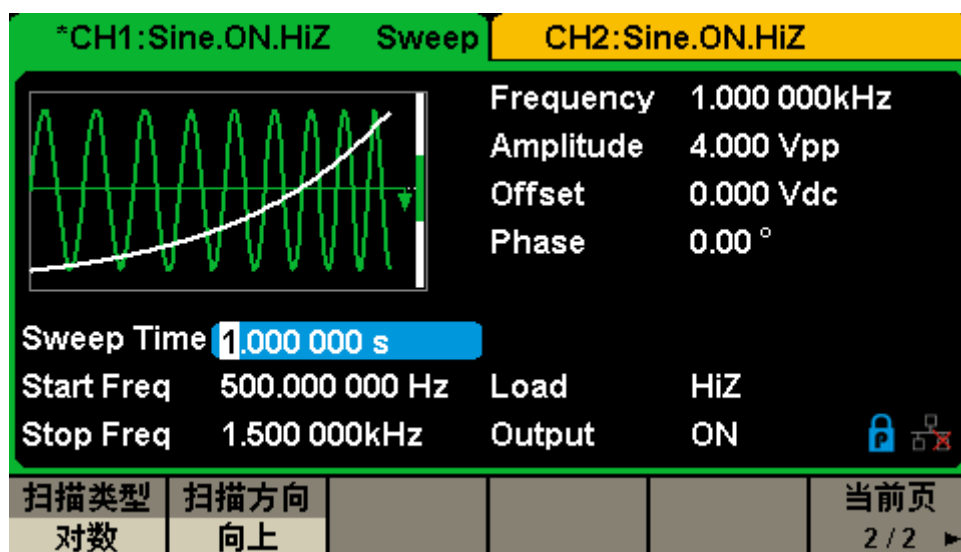 *CH1:Sine.ON.HiZ Sweep CH2:Sine.ON.HiZ
Frequency 1.000 000kHz
Amplitude 4.000 Vpp
Offset 0.000 Vdc
Phase 0.00 °
Sweep Time 1.000 000 s
Start Freq 500.000 000 Hz Load HiZ
Stop Freq 1.500 000kHz Output ON
扫描类型 扫描方向 当前页
对数 向上 2/2